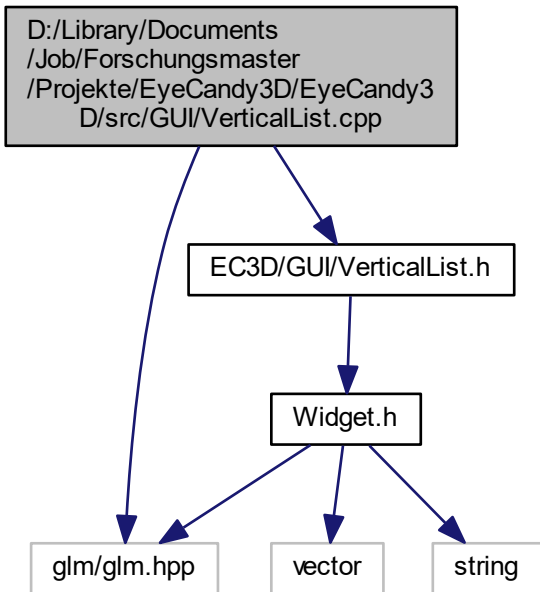 D:/Library/Documents
/Job/Forschungsmaster
/Projekte/EyeCandy3D/EyeCandy3
D/src/GUI/VerticalList.cpp
EC3D/GUI/VerticalList.h
Widget.h
glm/glm.hpp
vector
string